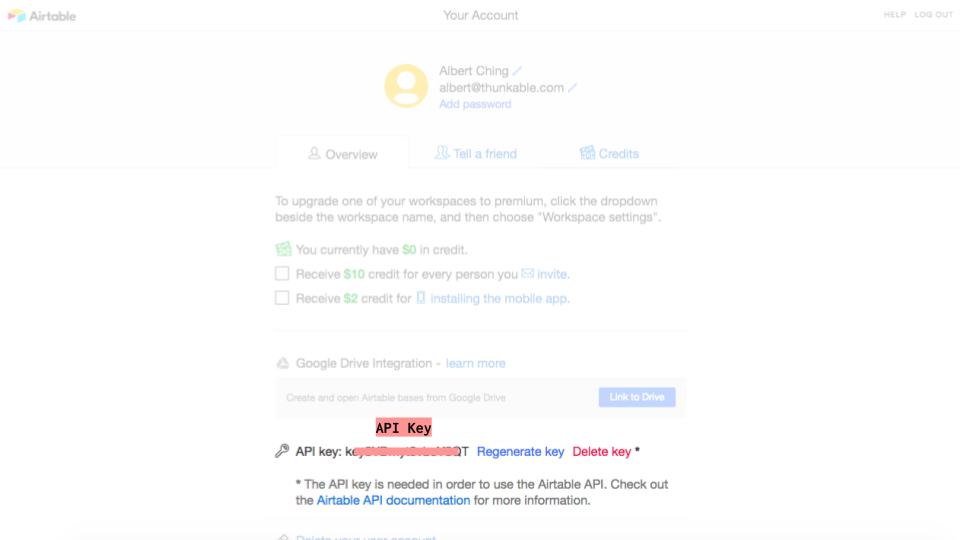 Airtable
Your Account
HELP LOG OUT
Albert Ching
albert@thunkable.com
Add password
Overview
Tell a friend
Credits
To upgrade one of your workspaces to premium, click the dropdown
beside the workspace name, and then choose "Workspace settings".
You currently have $0 in credit.
Receive $10 credit for every person you invite.
Receive $2 credit for installing the mobile app.
Google Drive Integration - learn more
Create and open Airtable bases from Google Drive
Link to Drive
API Key
API key: Regenerate key Delete key *
* The API key is needed in order to use the Airtable API. Check out
the Airtable API documentation for more information.
Delete your user account